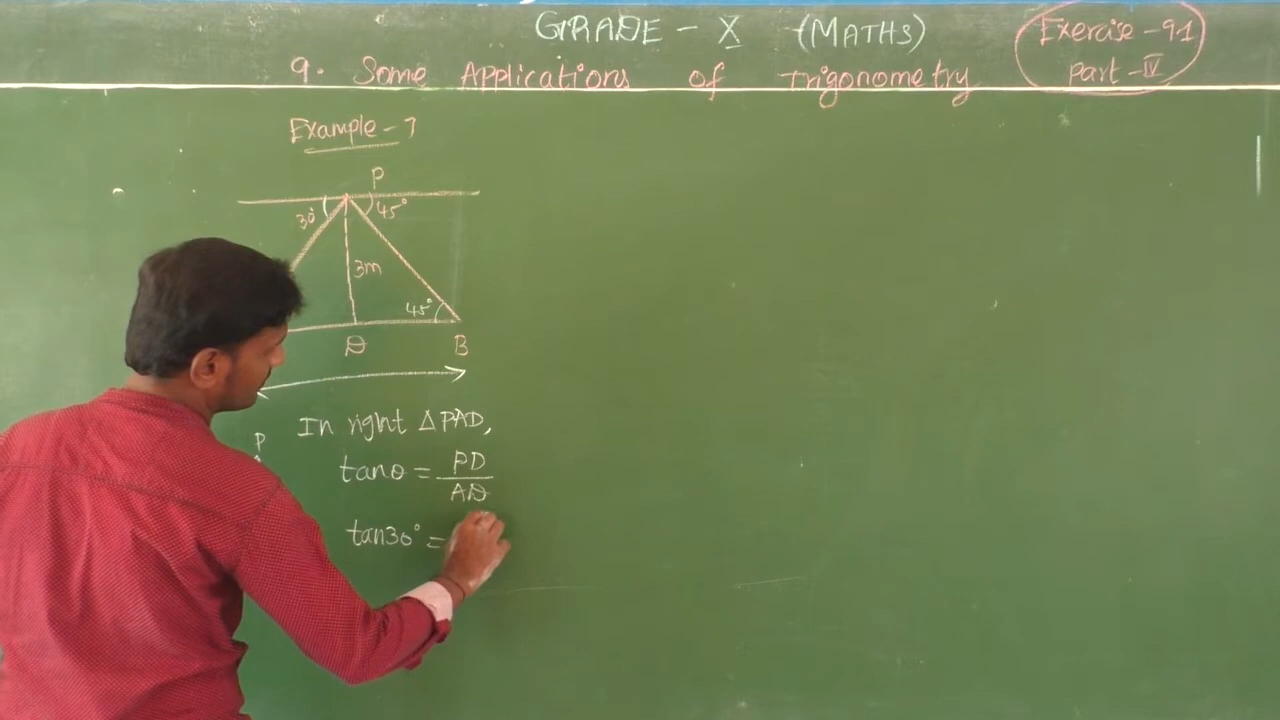 GRADE - X (MATHS)
Exercise - 9.1
Part - IV
9. Some Applications of Trigonometry
Example - 7
P
30° 45°
3m
45°
D B
In right △PAD,
P
tanθ = PD/AD
tan30° =